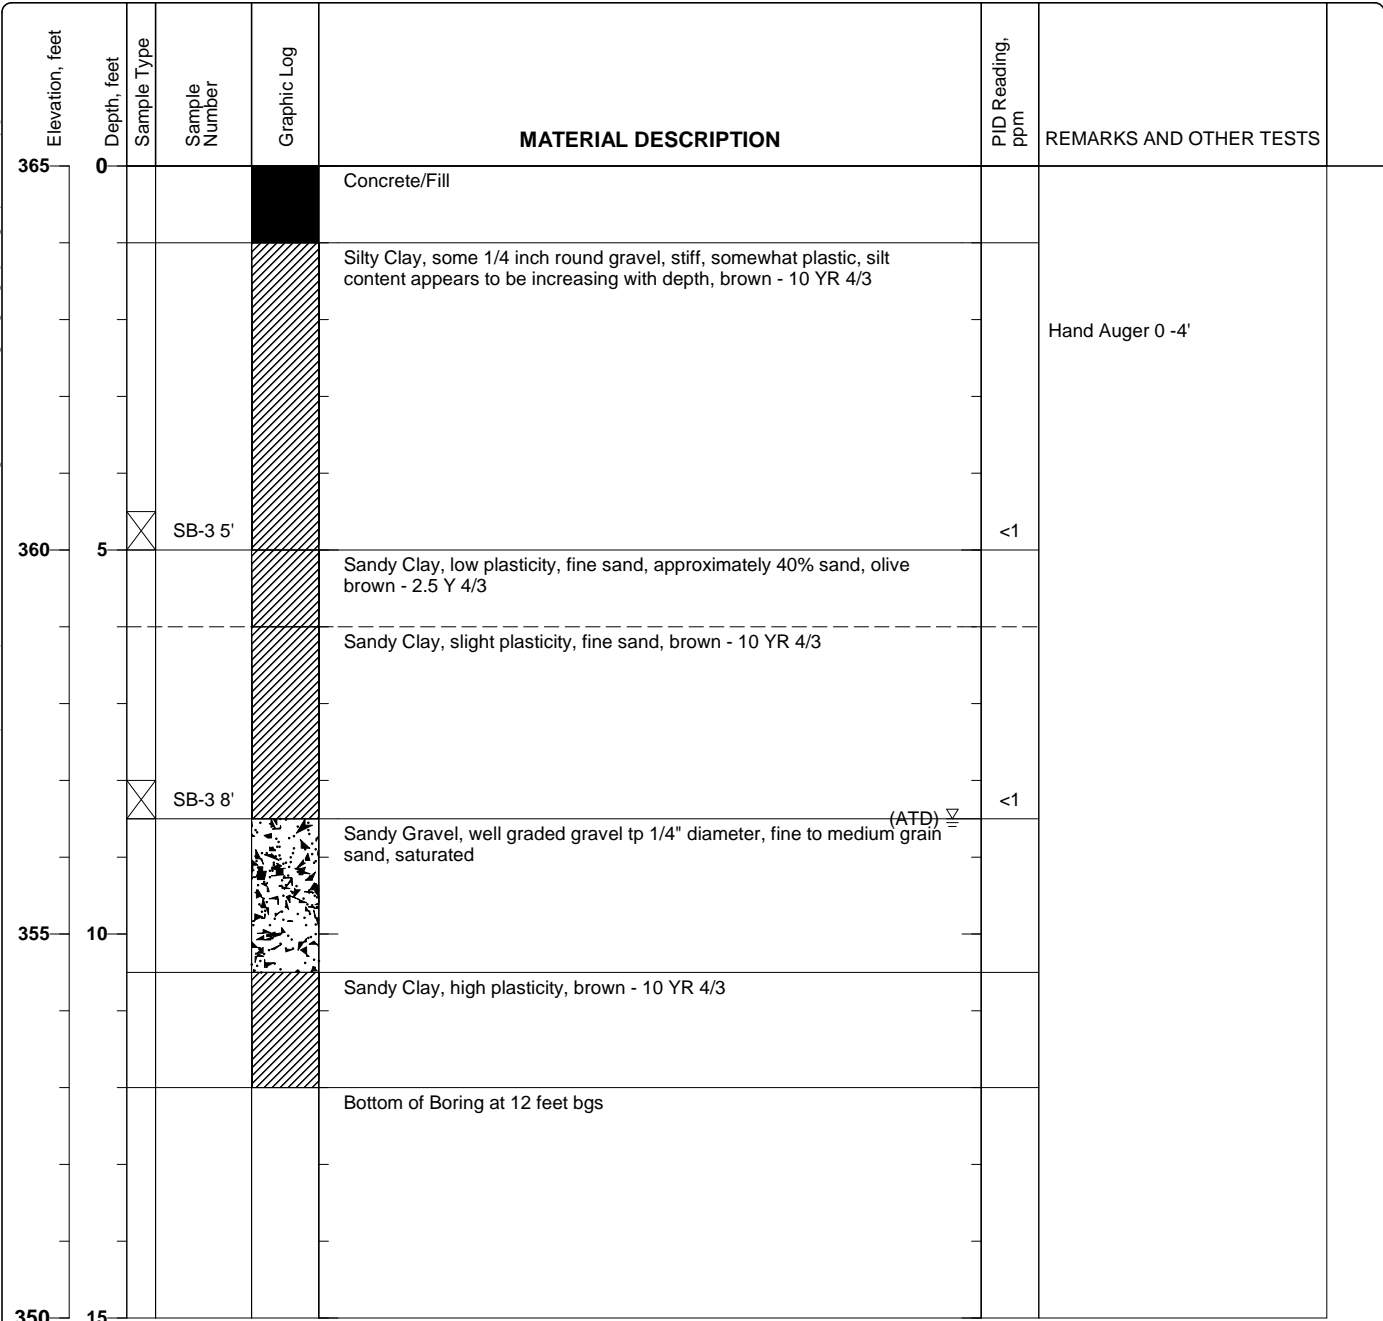 Elevation, feet
Depth, feet
Sample Type
Sample
Number
Graphic Log
MATERIAL DESCRIPTION
PID Reading,
ppm
REMARKS AND OTHER TESTS
365 0
Concrete/Fill
Silty Clay, some 1/4 inch round gravel, stiff, somewhat plastic, silt
content appears to be increasing with depth, brown - 10 YR 4/3
Hand Auger 0 -4'
SB-3 5' <1
360 5
Sandy Clay, low plasticity, fine sand, approximately 40% sand, olive
brown - 2.5 Y 4/3
Sandy Clay, slight plasticity, fine sand, brown - 10 YR 4/3
SB-3 8' <1
(ATD)
Sandy Gravel, well graded gravel tp 1/4" diameter, fine to medium grain
sand, saturated
355 10
Sandy Clay, high plasticity, brown - 10 YR 4/3
Bottom of Boring at 12 feet bgs
350 15